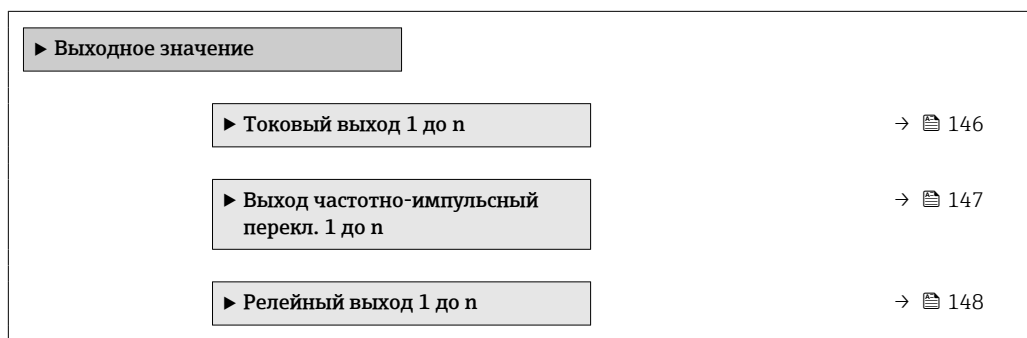 ► Выходное значение
► Токовый выход 1 до n → 146
► Выход частотно-импульсный
перекл. 1 до n → 147
► Релейный выход 1 до n → 148